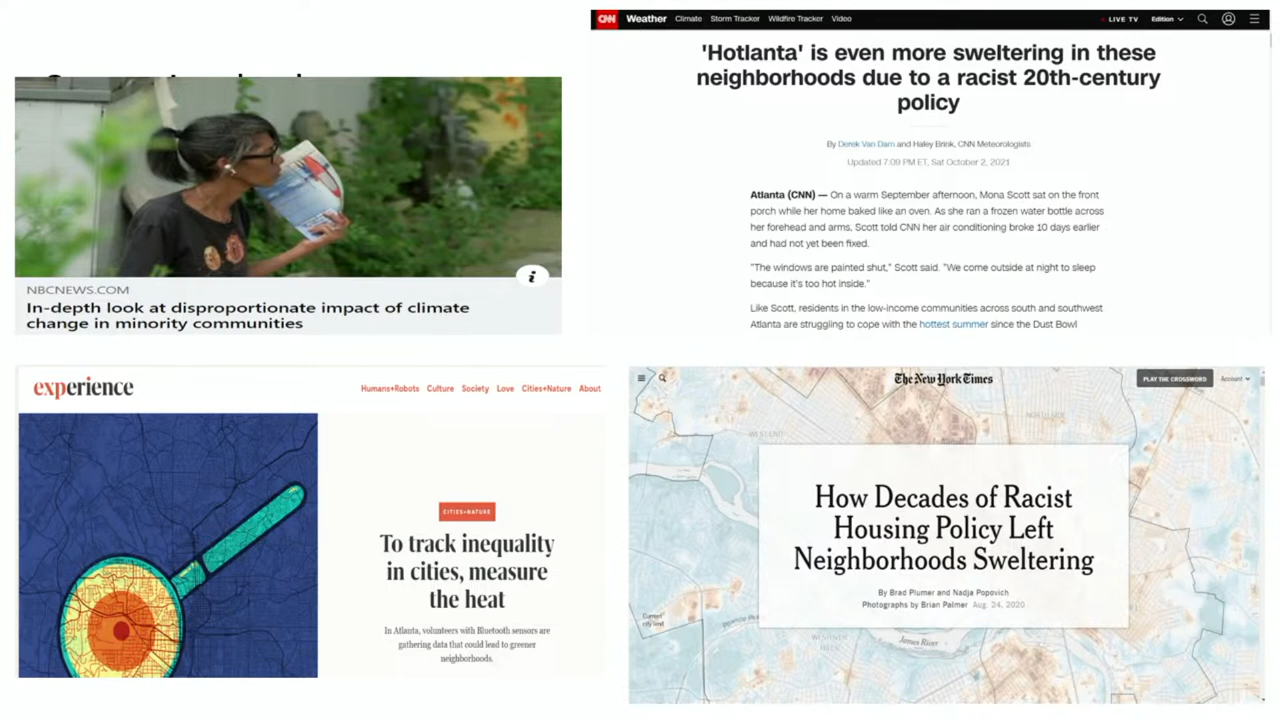 NBCNEWS.COM
In-depth look at disproportionate impact of climate
change in minority communities
CNN Weather Climate Storm Tracker Wildfire Tracker Video LIVE TV Edition
'Hotlanta' is even more sweltering in these
neighborhoods due to a racist 20th-century
policy
By Derek Van Dam and Haley Brink, CNN Meteorologists
Updated 7:09 PM ET, Sat October 2, 2021
Atlanta (CNN) — On a warm September afternoon, Mona Scott sat on the front
porch while her home baked like an oven. As she ran a frozen water bottle across
her forehead and arms, Scott told CNN her air conditioning broke 10 days earlier
and had not yet been fixed.
"The windows are painted shut," Scott said. "We come outside at night to sleep
because it's too hot inside."
Like Scott, residents in the low-income communities across south and southwest
Atlanta are struggling to cope with the hottest summer since the Dust Bowl
experience
Humans+Robots Culture Society Love Cities+Nature About
CITIES+NATURE
To track inequality
in cities, measure
the heat
In Atlanta, volunteers with Bluetooth sensors are
gathering data that could lead to greener
neighborhoods.
The New York Times
PLAY THE CROSSWORD
Account
NORTH SIDE
WEST END
How Decades of Racist
Housing Policy Left
Neighborhoods Sweltering
By Brad Plumer and Nadja Popovich
Photographs by Brian Palmer Aug. 24, 2020
Current
city limit
James River